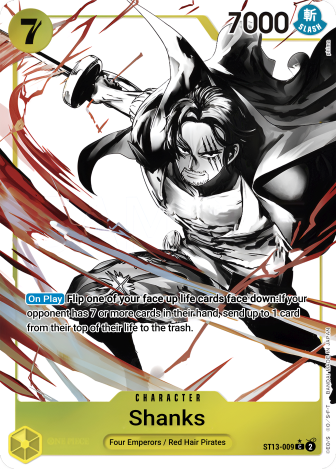 7
7000
斬
SLASH
phima
On Play Flip one of your face up life cards face down.If your
opponent has 7 or more cards in their hand, send up to 1 card
from their top of their life to the trash.
CHARACTER
Shanks
Four Emperors / Red Hair Pirates
ST13-009 C 2